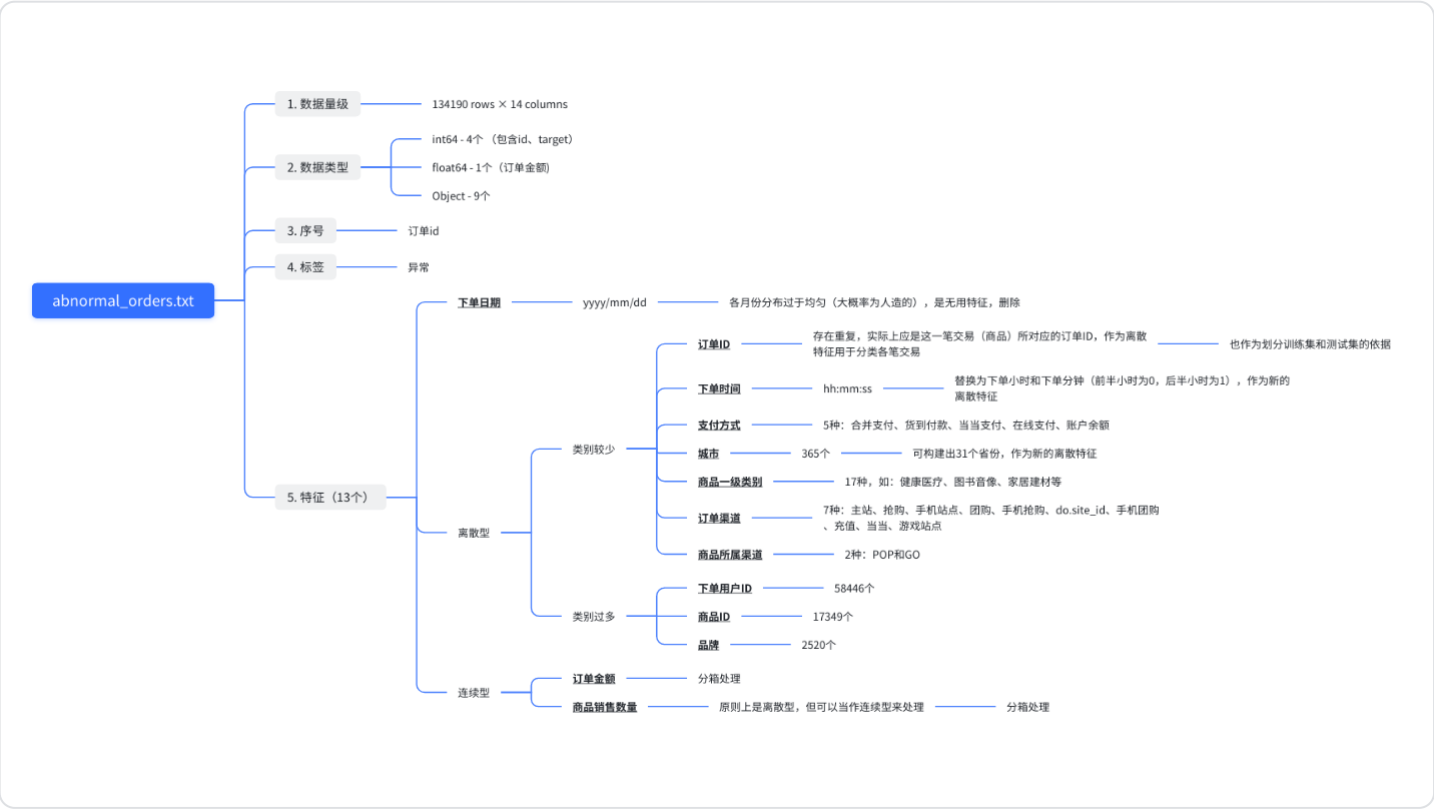 abnormal_orders.txt
1. 数据量级
134190 rows × 14 columns
2. 数据类型
int64 - 4个 （包含id、target）
float64 - 1个（订单金额)
Object - 9个
3. 序号
订单id
4. 标签
异常
5. 特征（13个）
下单日期
yyyy/mm/dd
各月份分布过于均匀（大概率为人造的），是无用特征，删除
离散型
类别较少
订单ID
存在重复，实际上应是这一笔交易（商品）所对应的订单ID，作为离散
特征用于分类各笔交易
也作为划分训练集和测试集的依据
下单时间
hh:mm:ss
替换为下单小时和下单分钟（前半小时为0，后半小时为1），作为新的
离散特征
支付方式
5种：合并支付、货到付款、当当支付、在线支付、账户余额
城市
365个
可构建出31个省份，作为新的离散特征
商品一级类别
17种，如：健康医疗、图书音像、家居建材等
订单渠道
7种：主站、抢购、手机站点、团购、手机抢购、do.site_id、手机团购
、充值、当当、游戏站点
商品所属渠道
2种：POP和GO
类别过多
下单用户ID
58446个
商品ID
17349个
品牌
2520个
连续型
订单金额
分箱处理
商品销售数量
原则上是离散型，但可以当作连续型来处理
分箱处理